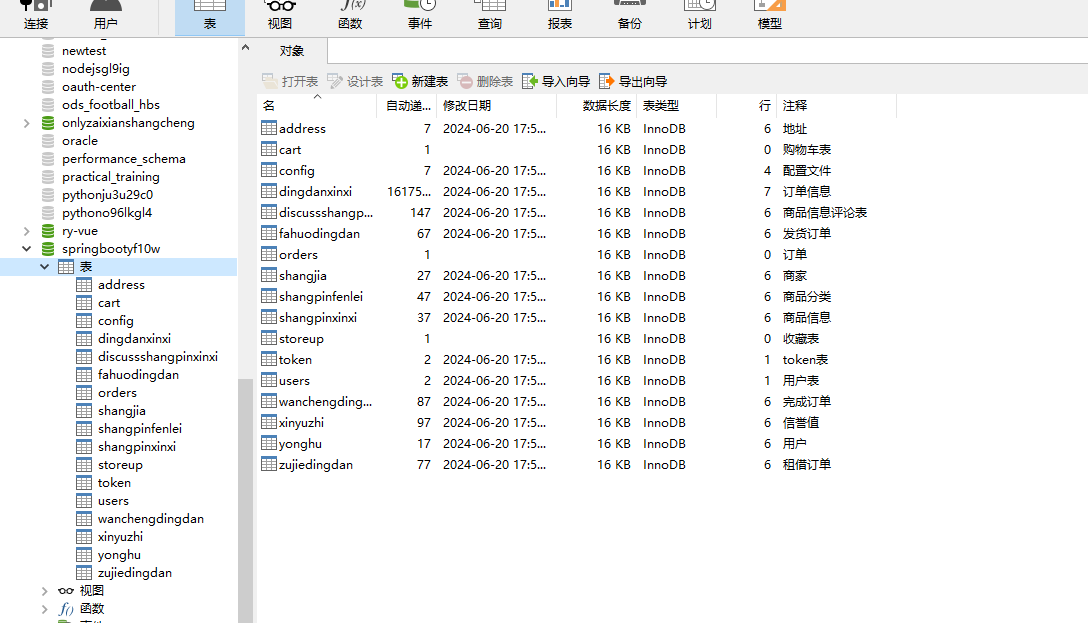 连接 用户 表 视图 函数 事件 查询 报表 备份 计划 模型
newtest
nodejsgl9ig
oauth-center
ods_football_hbs
onlyzaixianshangcheng
oracle
performance_schema
practical_training
pythonju3u29c0
pythono96lkgl4
ry-vue
springbootyf10w
表
address
cart
config
dingdanxinxi
discussshangpinxinxi
fahuodingdan
orders
shangjia
shangpinfenlei
shangpinxinxi
storeup
token
users
wanchengdingdan
xinyuzhi
yonghu
zujiedingdan
视图
函数
对象
打开表 设计表 新建表 删除表 导入向导 导出向导
名 自动递... 修改日期 数据长度 表类型 行 注释
address 7 2024-06-20 17:5... 16 KB InnoDB 6 地址
cart 1 16 KB InnoDB 0 购物车表
config 7 2024-06-20 17:5... 16 KB InnoDB 4 配置文件
dingdanxinxi 16175... 2024-06-20 17:5... 16 KB InnoDB 7 订单信息
discussshangp... 147 2024-06-20 17:5... 16 KB InnoDB 6 商品信息评论表
fahuodingdan 67 2024-06-20 17:5... 16 KB InnoDB 6 发货订单
orders 1 16 KB InnoDB 0 订单
shangjia 27 2024-06-20 17:5... 16 KB InnoDB 6 商家
shangpinfenlei 47 2024-06-20 17:5... 16 KB InnoDB 6 商品分类
shangpinxinxi 37 2024-06-20 17:5... 16 KB InnoDB 6 商品信息
storeup 1 16 KB InnoDB 0 收藏表
token 2 2024-06-20 17:5... 16 KB InnoDB 1 token表
users 2 2024-06-20 17:5... 16 KB InnoDB 1 用户表
wanchengding... 87 2024-06-20 17:5... 16 KB InnoDB 6 完成订单
xinyuzhi 97 2024-06-20 17:5... 16 KB InnoDB 6 信誉值
yonghu 17 2024-06-20 17:5... 16 KB InnoDB 6 用户
zujiedingdan 77 2024-06-20 17:5... 16 KB InnoDB 6 租借订单